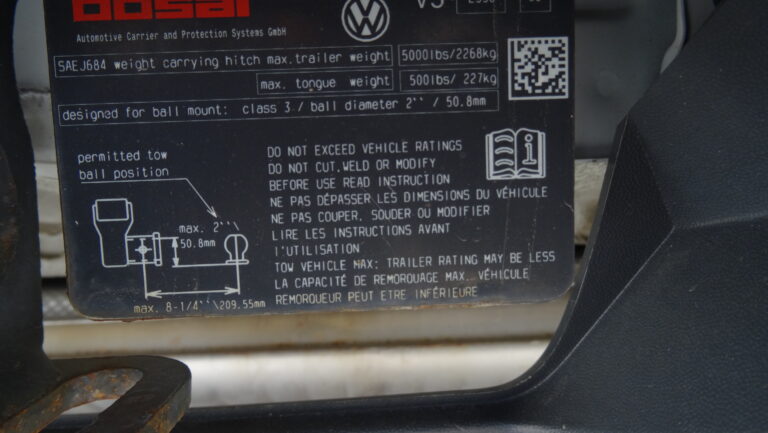 bosal
Automotive Carrier and Protection Systems GmbH
SAEJ684 weight carrying hitch max.trailer weight 5000lbs/2268kg
max. tongue weight 500lbs/ 227kg
designed for ball mount: class 3 / ball diameter 2'' / 50.8mm
permitted tow
ball position
max. 2''\
50.8mm
max. 8-1/4''\209.55mm
DO NOT EXCEED VEHICLE RATINGS
DO NOT CUT,WELD OR MODIFY
BEFORE USE READ INSTRUCTION
NE PAS DÉPASSER LES DIMENSIONS DU VÉHICULE
NE PAS COUPER, SOUDER OU MODIFIER
LIRE LES INSTRUCTIONS AVANT
l'UTILISATION
TOW VEHICLE MAX: TRAILER RATING MAY BE LESS
LA CAPACITÉ DE REMORQUAGE MAX. VÉHICULE
REMORQUEUR PEUT ETRE INFÉRIEURE